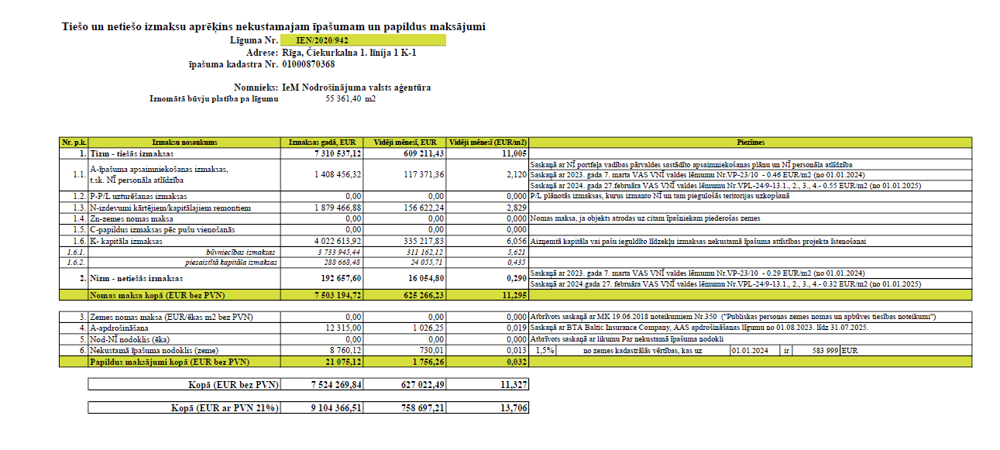 Tiešo un netiešo izmaksu aprēķins nekustamajam īpašumam un papildus maksājumi
Līguma Nr. IEN/2020/942
Adrese: Rīga, Čiekurkalna 1. līnija 1 K-1
īpašuma kadastra Nr. 01000870368
Nomnieks: IeM Nodrošinājuma valsts aģentūra
Iznomātā būvju platība pa līgumu 55 361,40 m2
Nr. p.k. Izmaksu nosaukums Izmaksas gadā, EUR Vidēji mēnesī, EUR Vidēji mēnesī (EUR/m2) Piezīmes
1. Tizm - tiešās izmaksas 7 310 537,12 609 211,43 11,005
1.1. A-īpašuma apsaimniekošanas izmaksas, t.sk. NĪ personāla atlīdzība 1 408 456,32 117 371,36 2,120 Saskaņā ar NĪ portfeļa vadības pārvaldes sastādīto apsaimniekošanas plānu un NĪ personāla atlīdzība
Saskaņā ar 2023. gada 7. marta VAS VNĪ valdes lēmumu Nr.VP-23/10 - 0.46 EUR/m2 (no 01.01.2024)
Saskaņā ar 2024. gada 27.februāra VAS VNĪ valdes lēmumu Nr.VPL-24/9-13.1., 2., 3., 4.- 0.55 EUR/m2 (no 01.01.2025)
1.2. P-P/L uzturēšanas izmaksas 0,00 0,00 0,000 P/L plānotās izmaksas, kurus izmanto NĪ un tam piegulošās teritorijas uzkopšanā
1.3. N-izdevumi kārtējiem/kapitālajiem remontiem 1 879 466,88 156 622,24 2,829
1.4. Zn-zemes nomas maksa 0,00 0,00 0,000 Nomas maksa, ja objekts atrodas uz citam īpašniekam piederošas zemes
1.5. C-papildus izmaksas pēc pušu vienošanās 0,00 0,00 0,000
1.6. K- kapitāla izmaksas 4 022 613,92 335 217,83 6,056 Aizņemtā kapitāla vai pašu ieguldīto līdzekļu izmaksas nekustamā īpašuma attīstības projekta īstenošanai
1.6.1. būvniecības izmaksas 3 733 945,44 311 162,12 5,621
1.6.2. piesaistītā kapitāla izmaksas 288 668,48 24 055,71 0,435
2. Nizm - netiešās izmaksas 192 657,60 16 054,80 0,290 Saskaņā ar 2023. gada 7. marta VAS VNĪ valdes lēmumu Nr.VP-23/10 - 0.29 EUR/m2 (no 01.01.2024)
Saskaņā ar 2024.gada 27. februāra VAS VNĪ valdes lēmumu Nr.VPL-24/9-13.1., 2., 3., 4.- 0.32 EUR/m2 (no 01.01.2025)
Nomas maksa kopā (EUR bez PVN) 7 503 194,72 625 266,23 11,295
3. Zemes nomas maksa (EUR/ēkas m2 bez PVN) 0,00 0,00 0,000 Atbrīvots saskaņā ar MK 19.06.2018 noteikumiem Nr.350 ("Publiskas personas zemes nomas un apbūves tiesības noteikumi")
4. A-apdrošināšana 12 315,00 1 026,25 0,019 Saskaņā ar BTA Baltic Insurance Company, AAS apdrošināšanas līgumu no 01.08.2023. līdz 31.07.2025.
5. Nod-NĪ nodoklis (ēka) 0,00 0,00 0,000 Atbrīvots saskaņā ar likumu Par nekustamā īpašuma nodokli
6. Nekustamā īpašuma nodoklis (zeme) 8 760,12 730,01 0,013 1,5% no zemes kadastrālās vērtības, kas uz 01.01.2024 ir 583 999 EUR
Papildus maksājumi kopā (EUR bez PVN) 21 075,12 1 756,26 0,032
Kopā (EUR bez PVN) 7 524 269,84 627 022,49 11,327
Kopā (EUR ar PVN 21%) 9 104 366,51 758 697,21 13,706